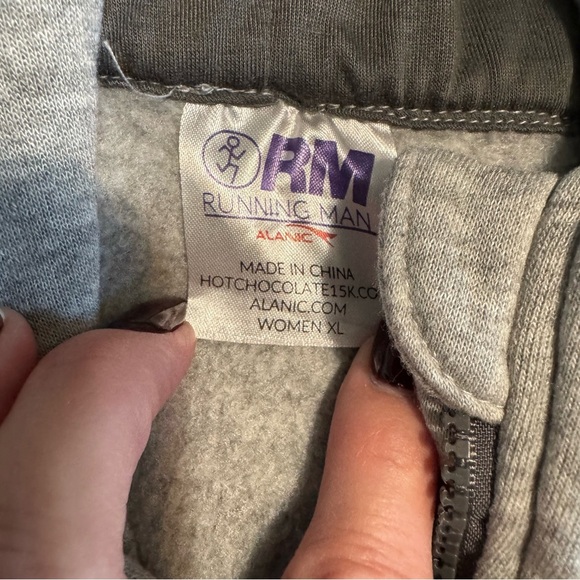 RM
RUNNING MAN
ALANIC
MADE IN CHINA
HOTCHOCOLATE15K.CO
ALANIC.COM
WOMEN XL